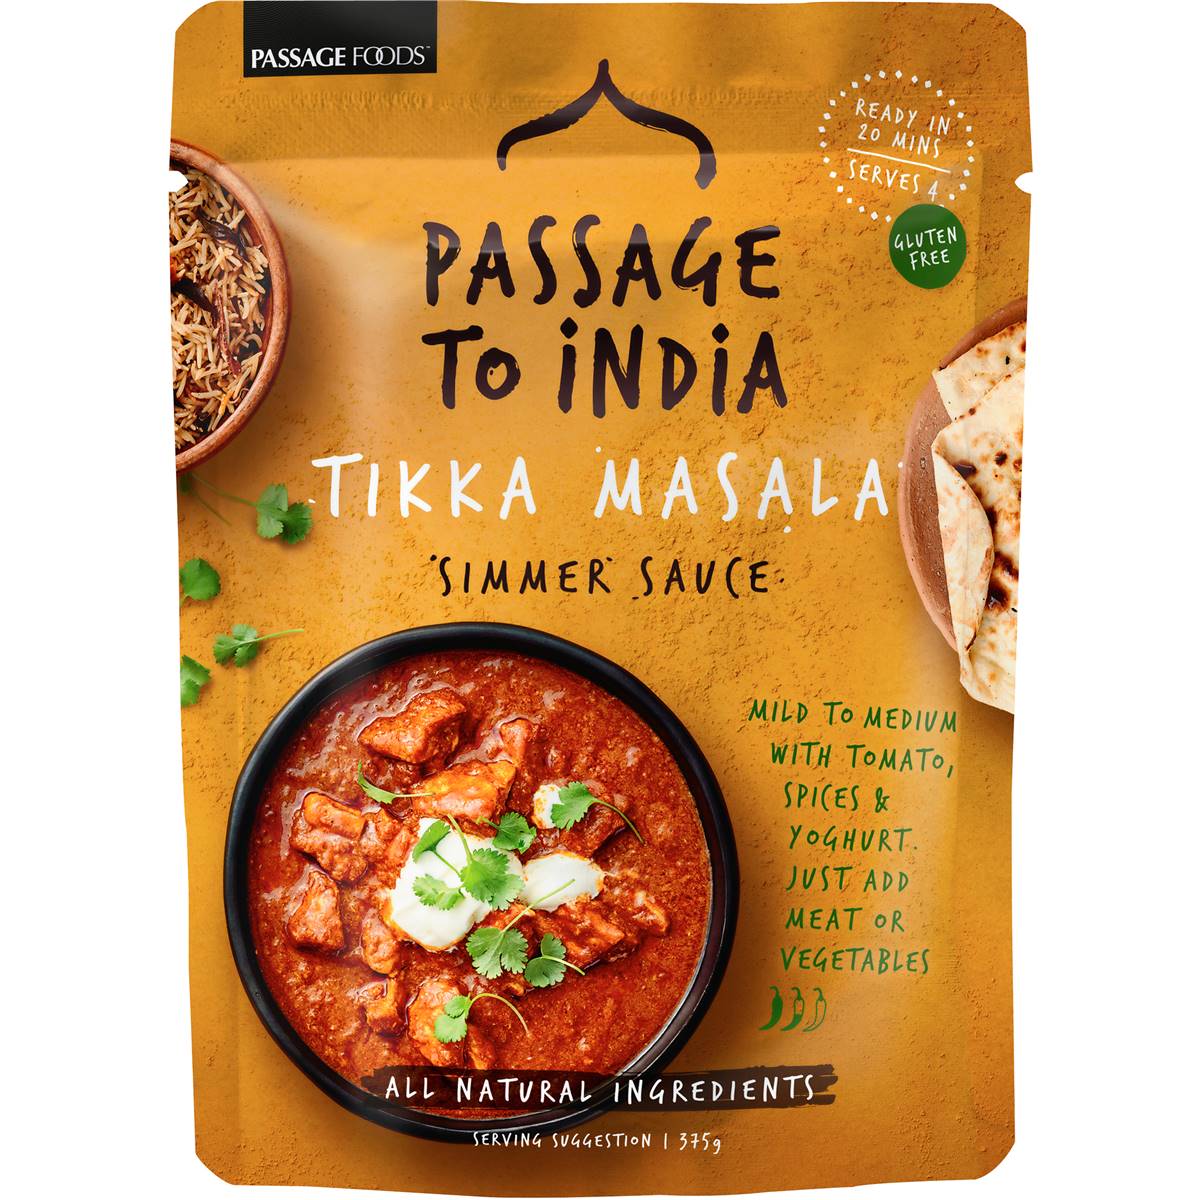 PASSAGE FOODS™
READY IN
20 MINS
SERVES 4
GLUTEN
FREE
PASSAGE
TO INDIA
TIKKA MASALA
SIMMER SAUCE
MILD TO MEDIUM
WITH TOMATO,
SPICES &
YOGHURT.
JUST ADD
MEAT OR
VEGETABLES
ALL NATURAL INGREDIENTS
SERVING SUGGESTION | 375g